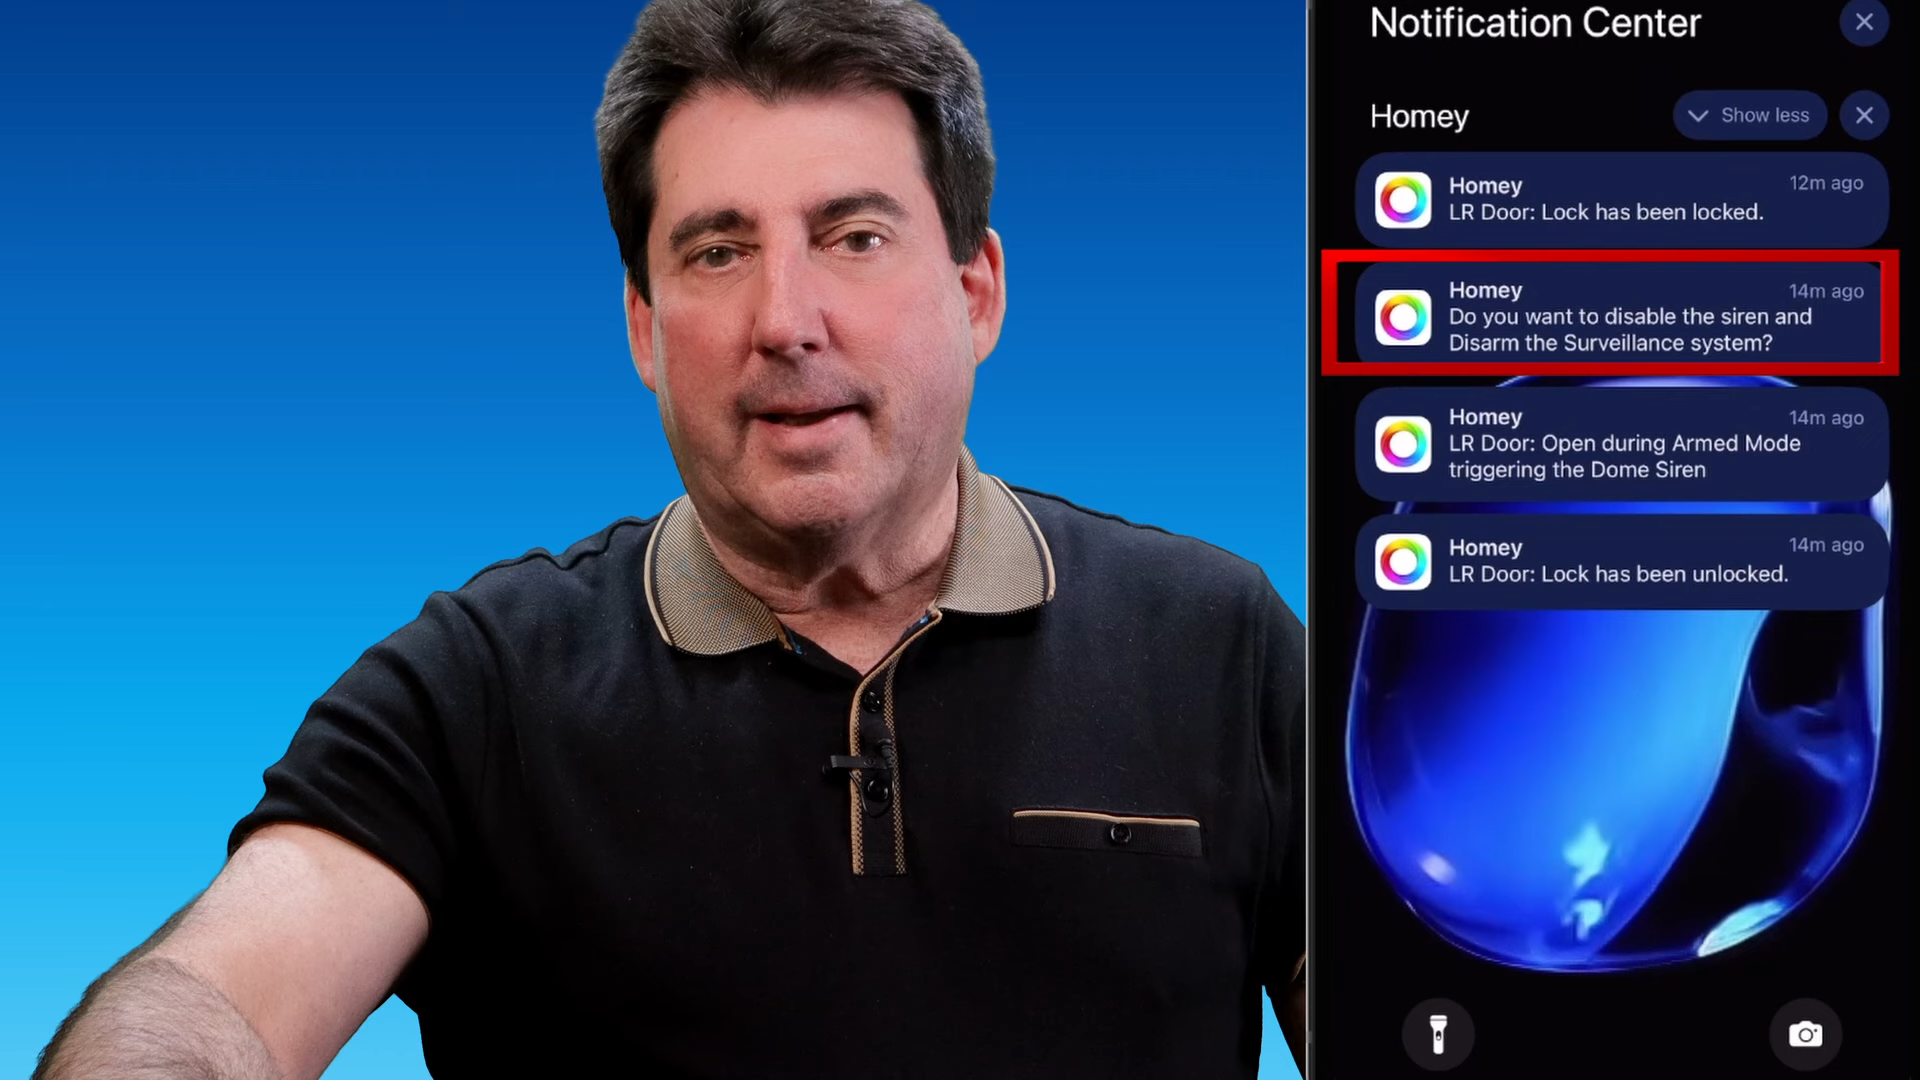 Notification Center
Homey
Show less
Homey
12m ago
LR Door: Lock has been locked.
Homey
14m ago
Do you want to disable the siren and
Disarm the Surveillance system?
Homey
14m ago
LR Door: Open during Armed Mode
triggering the Dome Siren
Homey
14m ago
LR Door: Lock has been unlocked.